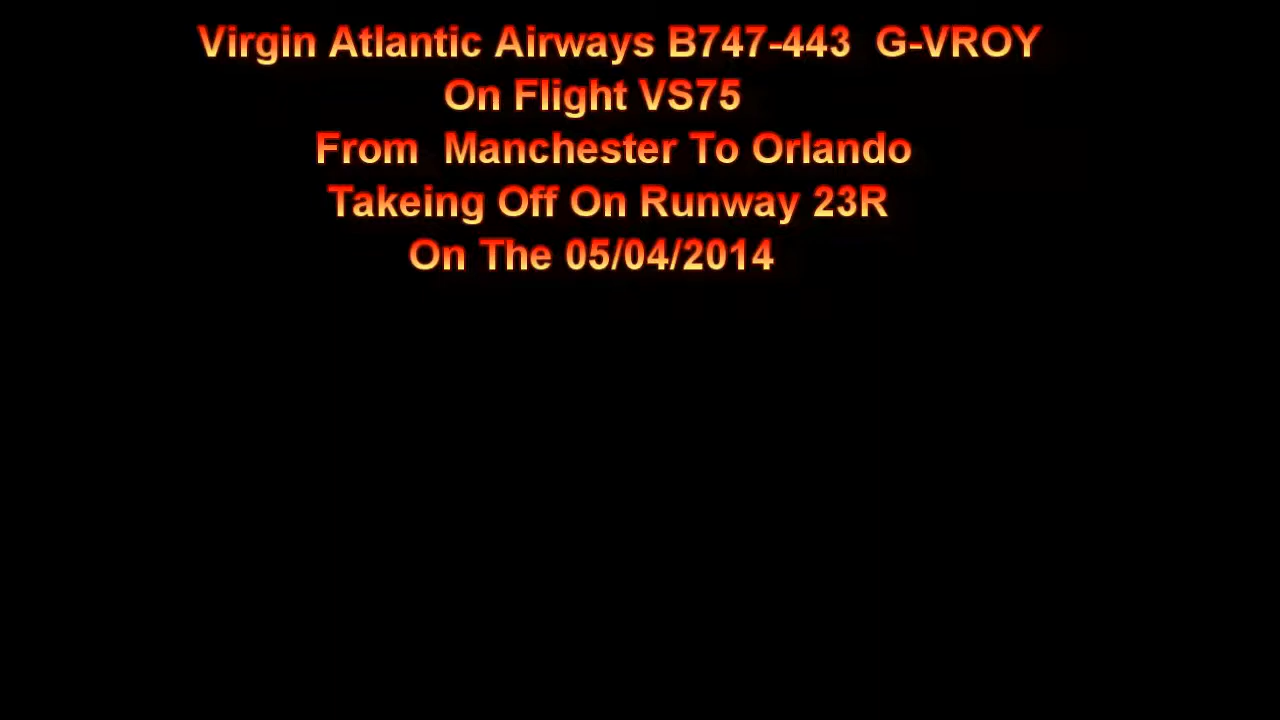 Virgin Atlantic Airways B747-443  G-VROY
On Flight VS75
From  Manchester To Orlando
Takeing Off On Runway 23R
On The 05/04/2014